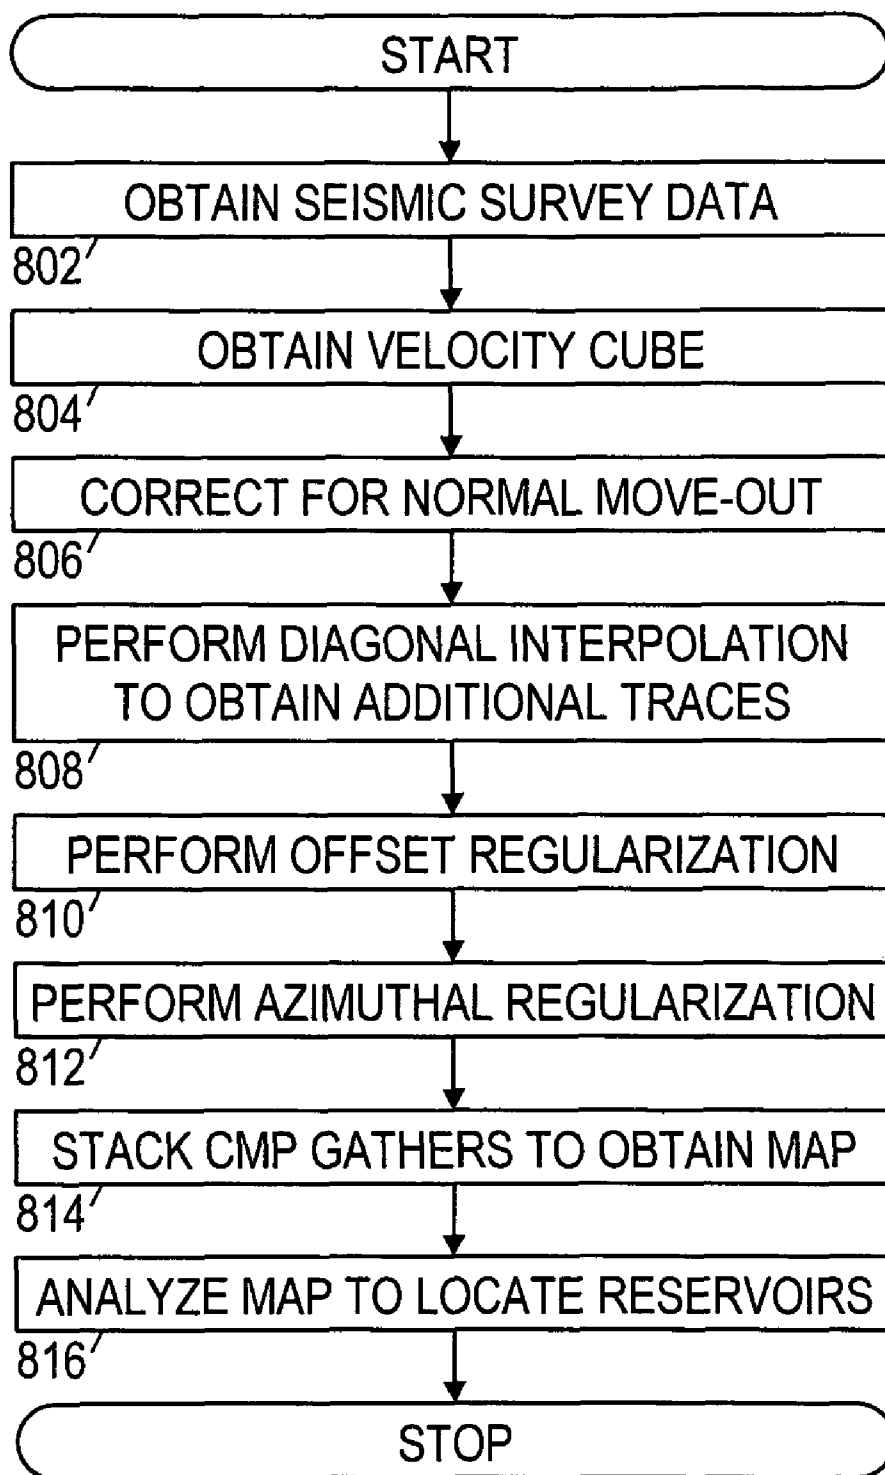 START
OBTAIN SEISMIC SURVEY DATA
802
OBTAIN VELOCITY CUBE
804
CORRECT FOR NORMAL MOVE-OUT
806
PERFORM DIAGONAL INTERPOLATION
TO OBTAIN ADDITIONAL TRACES
808
PERFORM OFFSET REGULARIZATION
810
PERFORM AZIMUTHAL REGULARIZATION
812
STACK CMP GATHERS TO OBTAIN MAP
814
ANALYZE MAP TO LOCATE RESERVOIRS
816
STOP